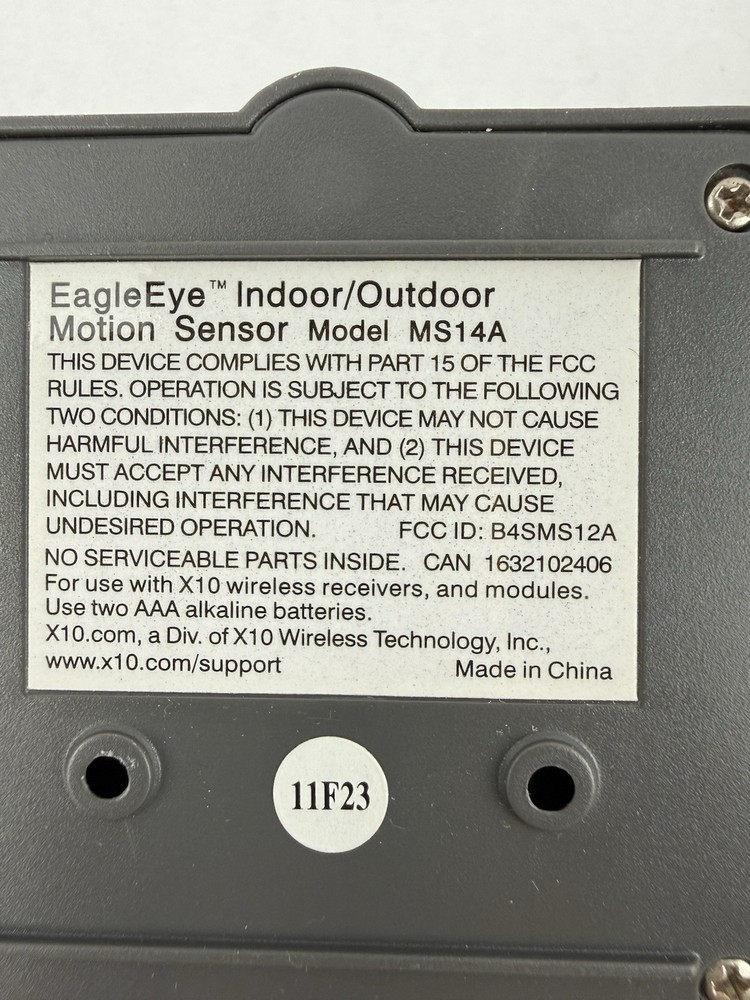 EagleEye™ Indoor/Outdoor
Motion Sensor Model MS14A
THIS DEVICE COMPLIES WITH PART 15 OF THE FCC
RULES. OPERATION IS SUBJECT TO THE FOLLOWING
TWO CONDITIONS: (1) THIS DEVICE MAY NOT CAUSE
HARMFUL INTERFERENCE, AND (2) THIS DEVICE
MUST ACCEPT ANY INTERFERENCE RECEIVED,
INCLUDING INTERFERENCE THAT MAY CAUSE
UNDESIRED OPERATION. FCC ID: B4SMS12A
NO SERVICEABLE PARTS INSIDE. CAN 1632102406
For use with X10 wireless receivers, and modules.
Use two AAA alkaline batteries.
X10.com, a Div. of X10 Wireless Technology, Inc.,
www.x10.com/support Made in China
11F23